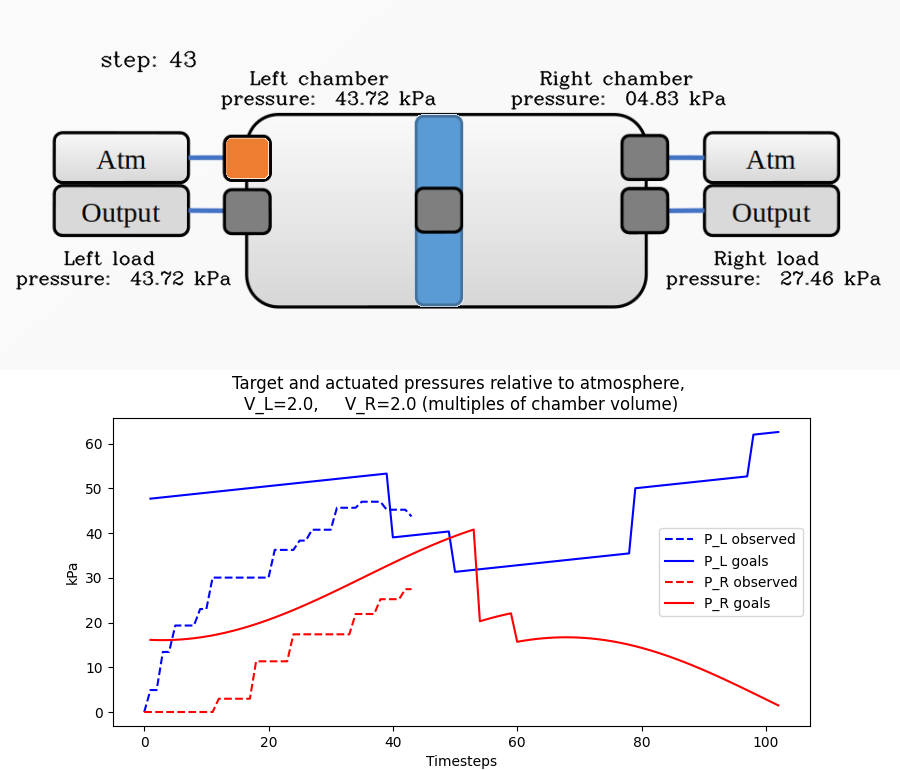 step: 43
Left chamber
pressure: 43.72 kPa
Right chamber
pressure: 04.83 kPa
Atm
Output
Atm
Output
Left load
pressure: 43.72 kPa
Right load
pressure: 27.46 kPa
Target and actuated pressures relative to atmosphere,
V_L=2.0, V_R=2.0 (multiples of chamber volume)
kPa
60
50
40
30
20
10
0
P_L observed
P_L goals
P_R observed
P_R goals
0 20 40 60 80 100
Timesteps